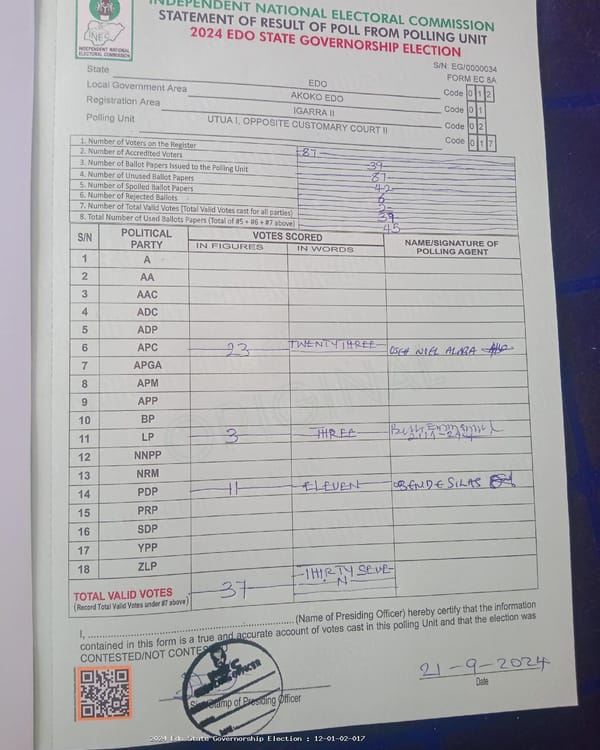 INDEPENDENT NATIONAL ELECTORAL COMMISSION
STATEMENT OF RESULT OF POLL FROM POLLING UNIT
2024 EDO STATE GOVERNORSHIP ELECTION
INEC
INDEPENDENT NATIONAL
ELECTORAL COMMISSION
S/N: EG/0000034
FORM EC 8A
State EDO Code 0 1 2
Local Government Area AKOKO EDO Code 0 1
Registration Area IGARRA II Code 0 2
Polling Unit UTUA I, OPPOSITE CUSTOMARY COURT II Code 0 1 7
1. Number of Voters on the Register 87
2. Number of Accredited Voters 39
3. Number of Ballot Papers Issued to the Polling Unit 87
4. Number of Unused Ballot Papers 42
5. Number of Spoiled Ballot Papers 6
6. Number of Rejected Ballots 2
7. Number of Total Valid Votes [Total Valid Votes cast for all parties) 39
8. Total Number of Used Ballots Papers (Total of #5 + #6 + #7 above) 45
S/N POLITICAL PARTY VOTES SCORED NAME/SIGNATURE OF POLLING AGENT
IN FIGURES IN WORDS
1 A
2 AA
3 AAC
4 ADC
5 ADP
6 APC 23 TWENTY THREE
7 APGA
8 APM
9 APP
10 BP
11 LP 3 THREE
12 NNPP
13 NRM
14 PDP 11 ELEVEN OBENDE SILAS
15 PRP
16 SDP
17 YPP
18 ZLP
TOTAL VALID VOTES 37 THIRTY SEVE-N
(Record Total Valid Votes under #7 above)
I, (Name of Presiding Officer) hereby certify that the information
contained in this form is a true and accurate account of votes cast in this polling Unit and that the election was
CONTESTED/NOT CONTES
Stamp of Presiding Officer
21-9-2024
Date
2024 Edo State Governorship Election : 12-01-02-017